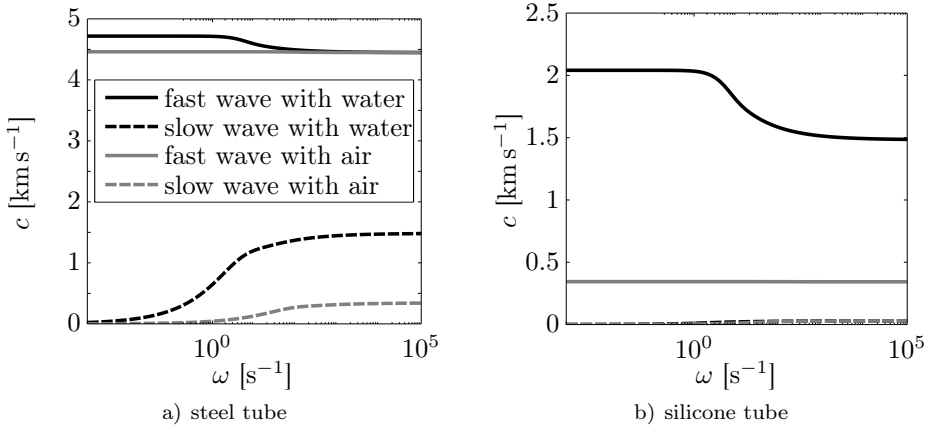 5
4
3
2
1
0
c [km s⁻¹]
fast wave with water
slow wave with water
fast wave with air
slow wave with air
10⁰
10⁵
ω [s⁻¹]
a) steel tube
2.5
2
1.5
1
0.5
0
c [km s⁻¹]
10⁰
10⁵
ω [s⁻¹]
b) silicone tube